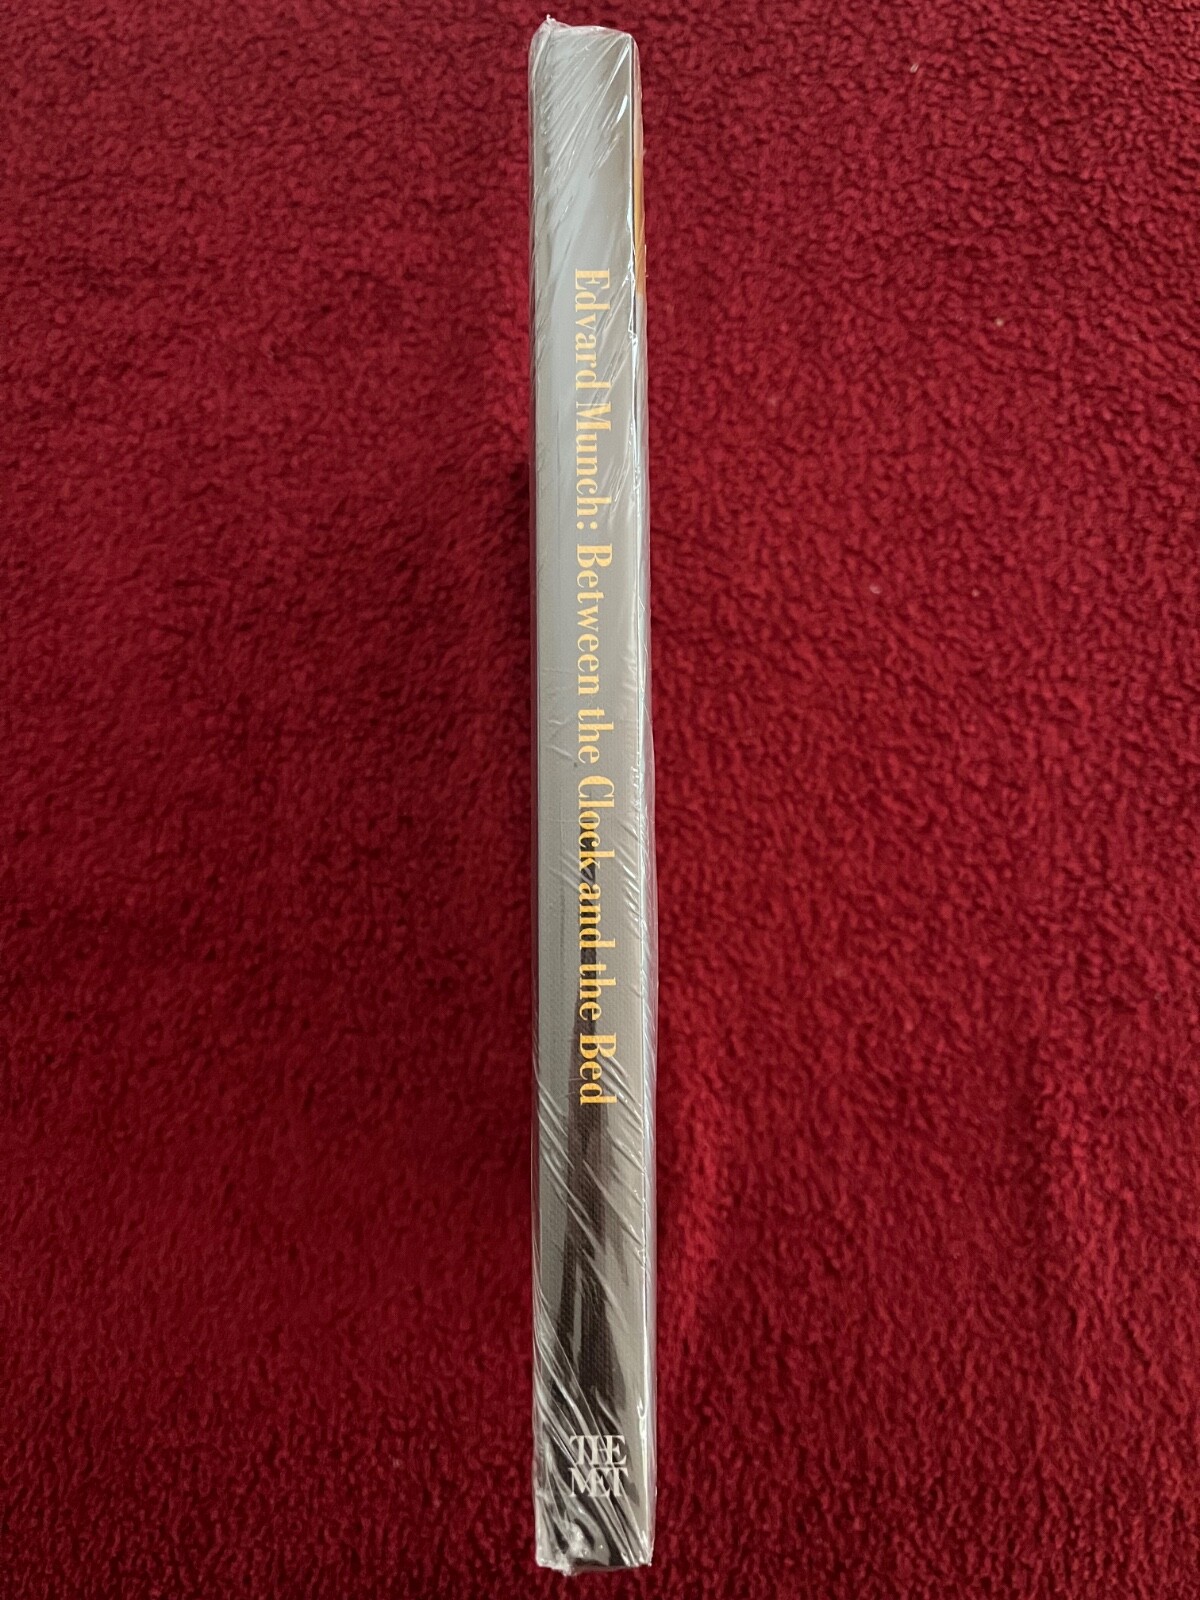 Edvard Munch: Between the Clock and the Bed
THE
MET